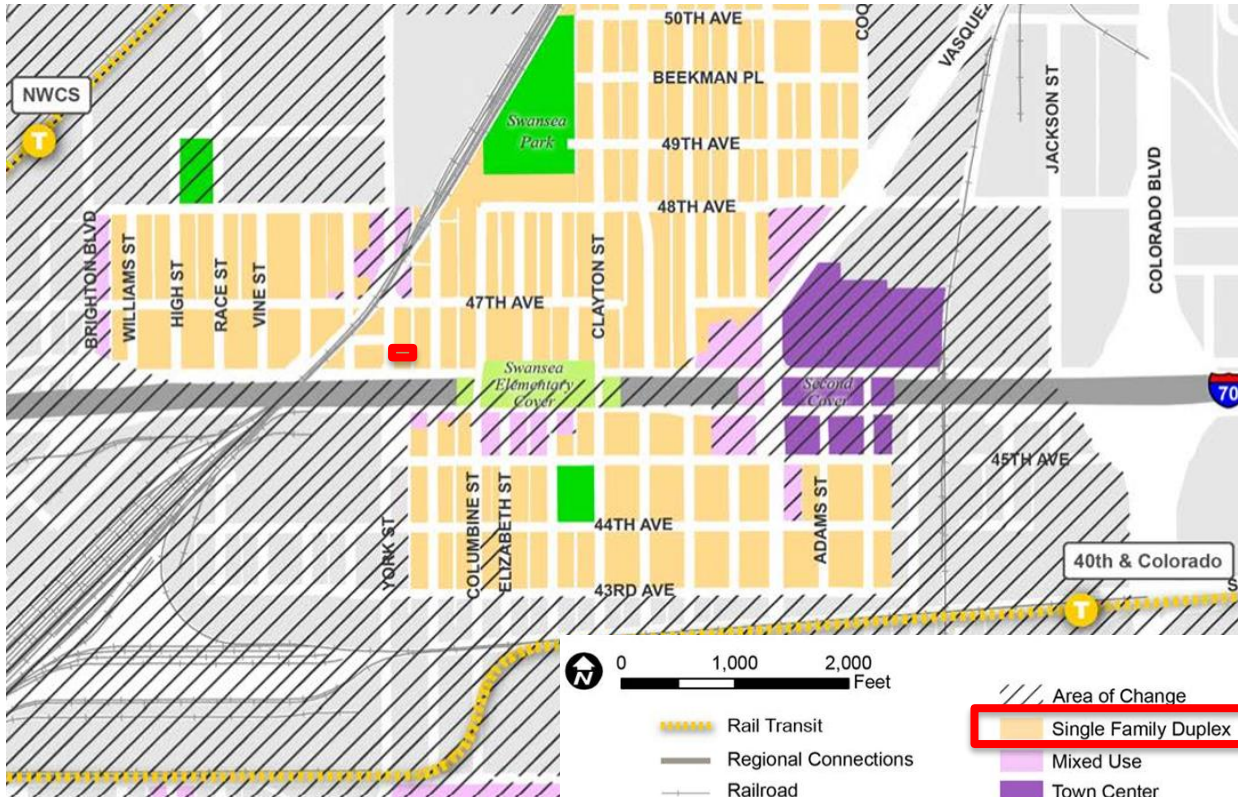 50TH AVE
BEEKMAN PL
49TH AVE
48TH AVE
NWCS
T
Swansea
Park
VASQUEZ
JACKSON ST
COLORADO BLVD
BRIGHTON BLVD
WILLIAMS ST
HIGH ST
RACE ST
VINE ST
47TH AVE
CLAYTON ST
Swansea
Elementary
Cover
Second
Cover
70
45TH AVE
YORK ST
COLUMBINE ST
ELIZABETH ST
44TH AVE
ADAMS ST
43RD AVE
40th & Colorado
T
N
0 1,000 2,000
Feet
Rail Transit
Regional Connections
Railroad
Area of Change
Single Family Duplex
Mixed Use
Town Center